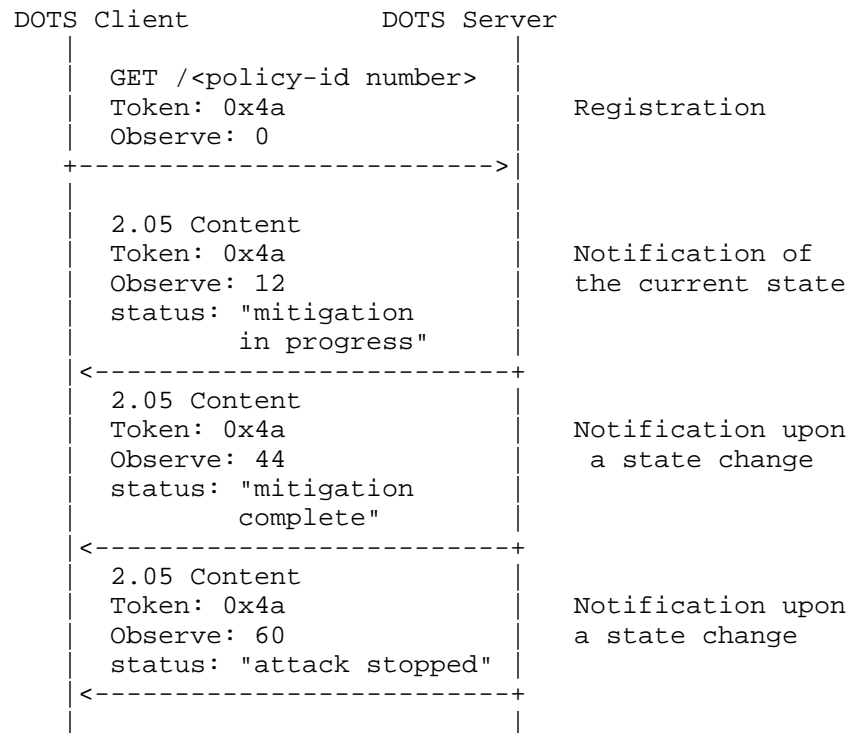 DOTS Client DOTS Server
GET /<policy-id number>
Token: 0x4a Registration
Observe: 0
2.05 Content
Token: 0x4a Notification of
Observe: 12 the current state
status: "mitigation
in progress"
2.05 Content
Token: 0x4a Notification upon
Observe: 44 a state change
status: "mitigation
complete"
2.05 Content
Token: 0x4a Notification upon
Observe: 60 a state change
status: "attack stopped"